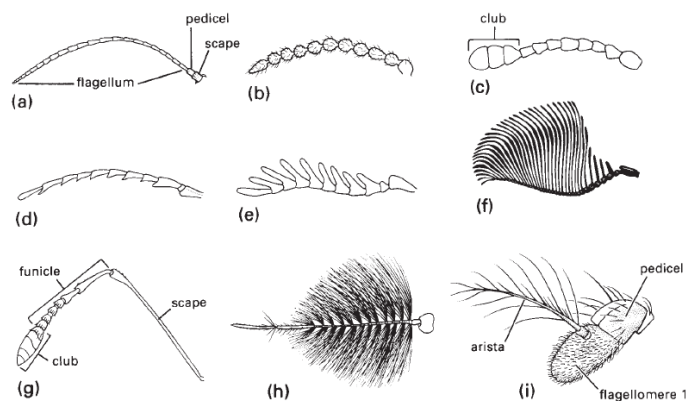 pedicel
scape
flagellum
(a)
(b)
club
(c)
(d)
(e)
(f)
funicle
scape
club
(g)
(h)
pedicel
arista
flagellomere 1
(i)